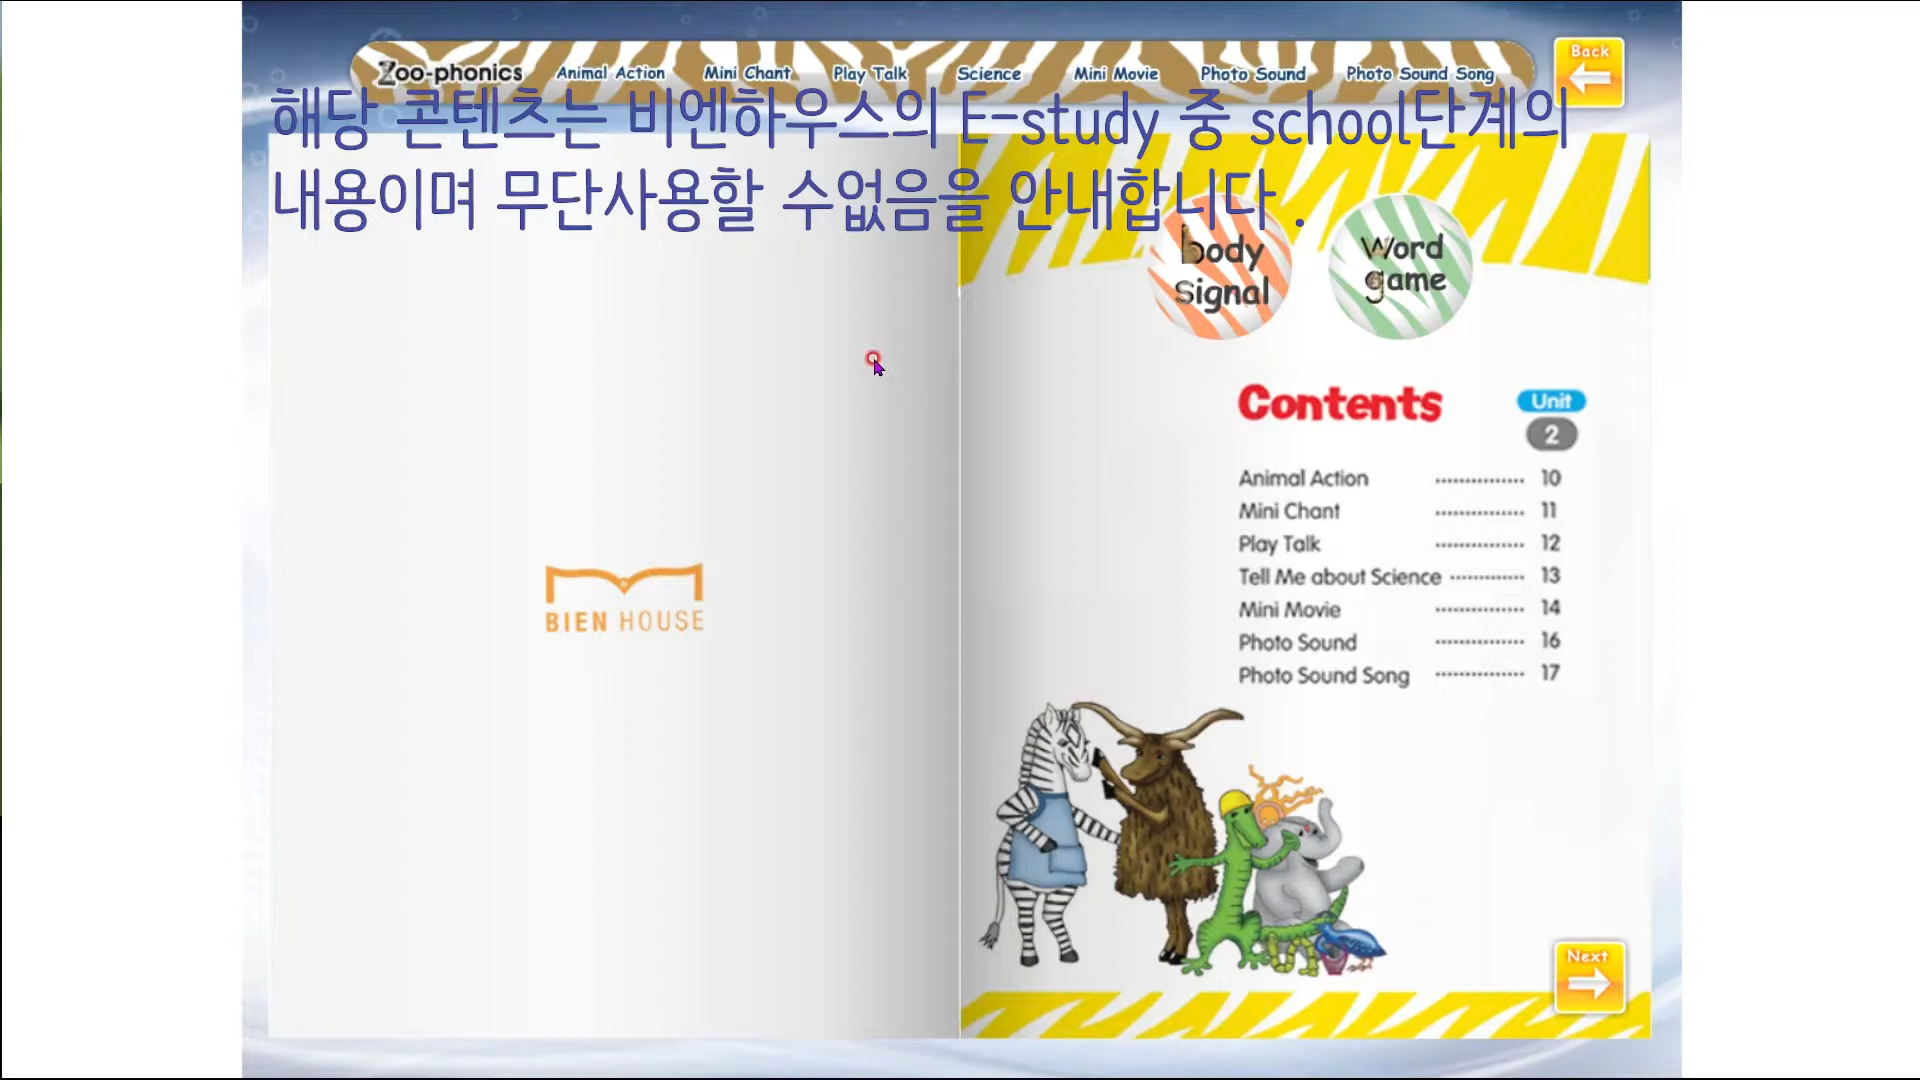 Zoo-phonics Animal Action Mini Chant Play Talk Science Mini Movie Photo Sound Photo Sound Song
Back
해당 콘텐츠는 비엔하우스의 E-study 중 school단계의
내용이며 무단사용할 수없음을 안내합니다 .
body
signal
Word
game
Contents
Unit
2
Animal Action ............... 10
Mini Chant ............... 11
Play Talk ............... 12
Tell Me about Science ............. 13
Mini Movie ............... 14
Photo Sound ............... 16
Photo Sound Song ............... 17
BIEN HOUSE
Next